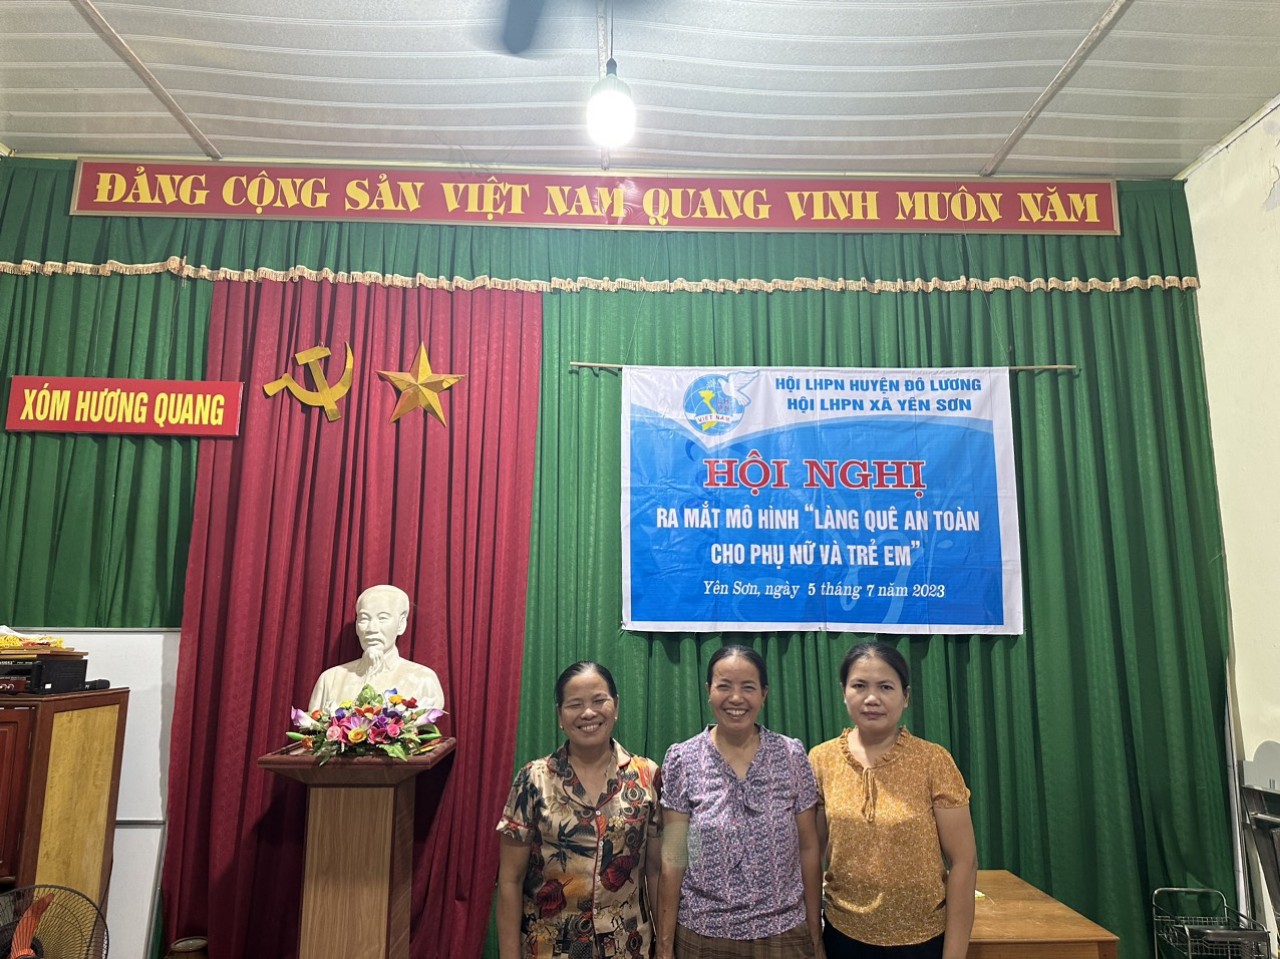 ĐẢNG CỘNG SẢN VIỆT NAM QUANG VINH MUÔN NĂM
XÓM HƯƠNG QUANG
VIỆT NAM
HỘI LHPN HUYỆN ĐÔ LƯƠNG
HỘI LHPN XÃ YÊN SƠN
HỘI NGHỊ
RA MẮT MÔ HÌNH "LÀNG QUÊ AN TOÀN
CHO PHỤ NỮ VÀ TRẺ EM"
Yên Sơn, ngày 5 tháng 7 năm 2023